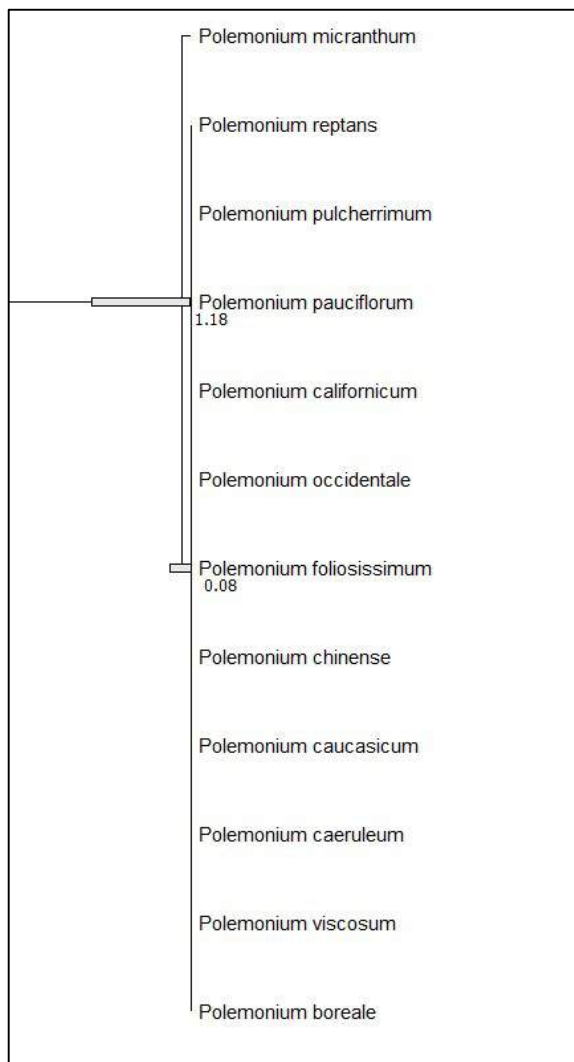 Polemonium micranthum
Polemonium reptans
Polemonium pulcherrimum
Polemonium pauciflorum
1.18
Polemonium californicum
Polemonium occidentale
Polemonium foliosissimum
0.08
Polemonium chinense
Polemonium caucasicum
Polemonium caeruleum
Polemonium viscosum
Polemonium boreale